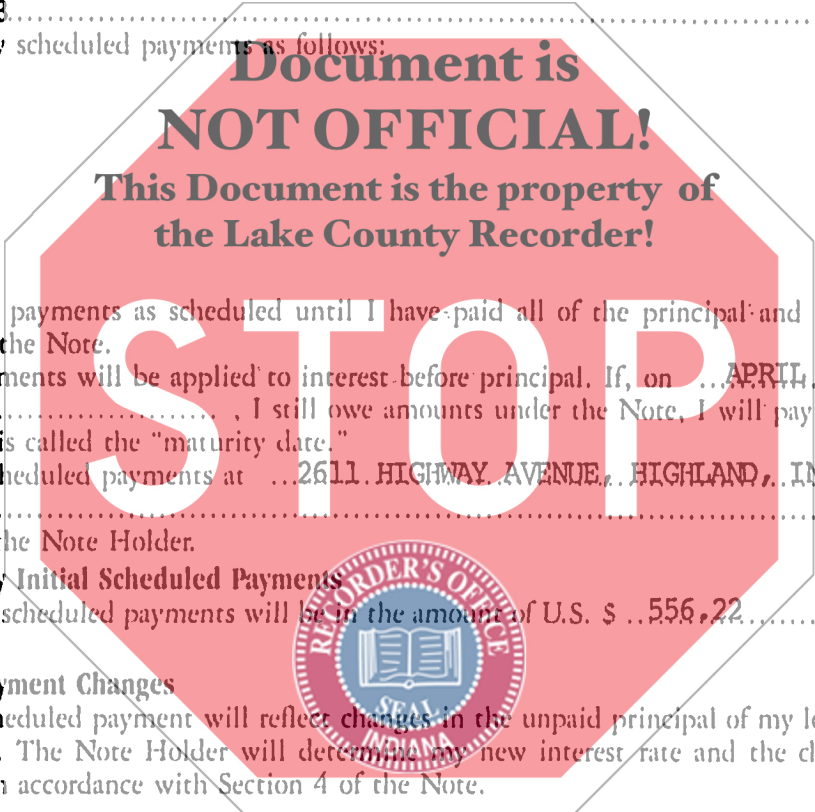 scheduled payments as follows:
Document is
NOT OFFICIAL!
This Document is the property of
the Lake County Recorder!
payments as scheduled until I have paid all of the principal and
the Note.
ments will be applied to interest before principal. If, on ...APRIL
, I still owe amounts under the Note, I will pay
is called the "maturity date."
heduled payments at ...2611 HIGHWAY AVENUE, HIGHLAND, IN
STOP
he Note Holder.
Initial Scheduled Payments
scheduled payments will be in the amount of U.S. $ ..556.22
yment Changes
heduled payment will reflect changes in the unpaid principal of my l
. The Note Holder will determine my new interest rate and the ch
n accordance with Section 4 of the Note.
RECORDER'S OFFICE
SEAL
INDIANA